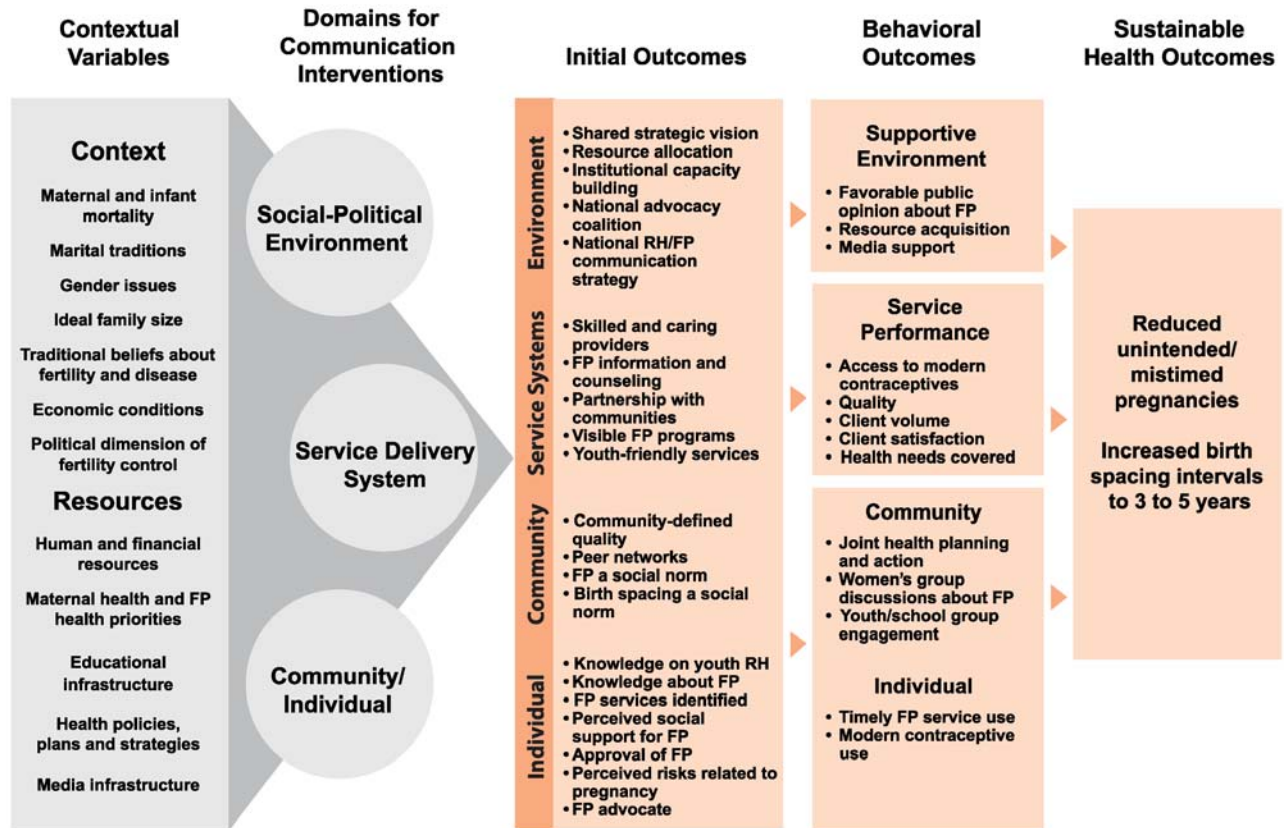 Contextual
Variables
Domains for
Communication
Interventions
Initial Outcomes
Behavioral
Outcomes
Sustainable
Health Outcomes
Context
Maternal and infant
mortality
Marital traditions
Gender issues
Ideal family size
Traditional beliefs about
fertility and disease
Economic conditions
Political dimension of
fertility control
Resources
Human and financial
resources
Maternal health and FP
health priorities
Educational
infrastructure
Health policies,
plans and strategies
Media infrastructure
Social-Political
Environment
Service Delivery
System
Community/
Individual
Environment
• Shared strategic vision
• Resource allocation
• Institutional capacity
building
• National advocacy
coalition
• National RH/FP
communication
strategy
Service Systems
• Skilled and caring
providers
• FP information and
counseling
• Partnership with
communities
• Visible FP programs
• Youth-friendly services
Community
• Community-defined
quality
• Peer networks
• FP a social norm
• Birth spacing a social
norm
Individual
• Knowledge on youth RH
• Knowledge about FP
• FP services identified
• Perceived social
support for FP
• Approval of FP
• Perceived risks related to
pregnancy
• FP advocate
Supportive
Environment
• Favorable public
opinion about FP
• Resource acquisition
• Media support
Service
Performance
• Access to modern
contraceptives
• Quality
• Client volume
• Client satisfaction
• Health needs covered
Community
• Joint health planning
and action
• Women's group
discussions about FP
• Youth/school group
engagement
Individual
• Timely FP service use
• Modern contraceptive
use
Reduced
unintended/
mistimed
pregnancies
Increased birth
spacing intervals
to 3 to 5 years